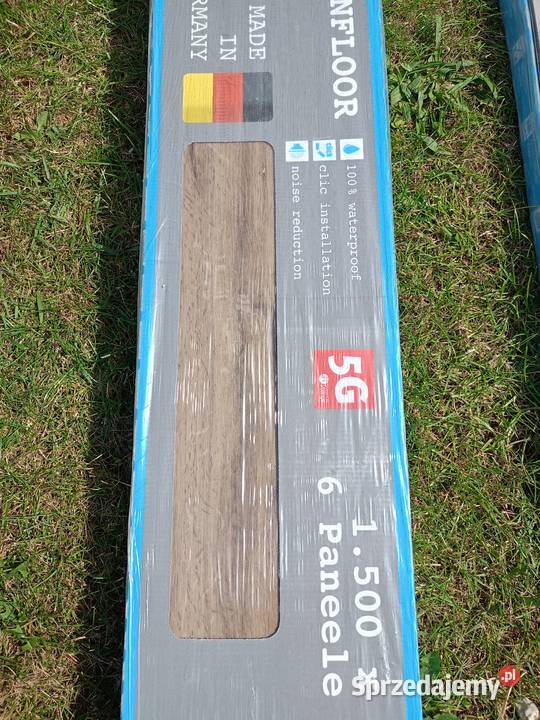 NFLOOR
MADE
IN
RMANY
100% waterproof
clic installation
noise reduction
5G
1.500 x
6 Paneele
Sprzedajemy.pl